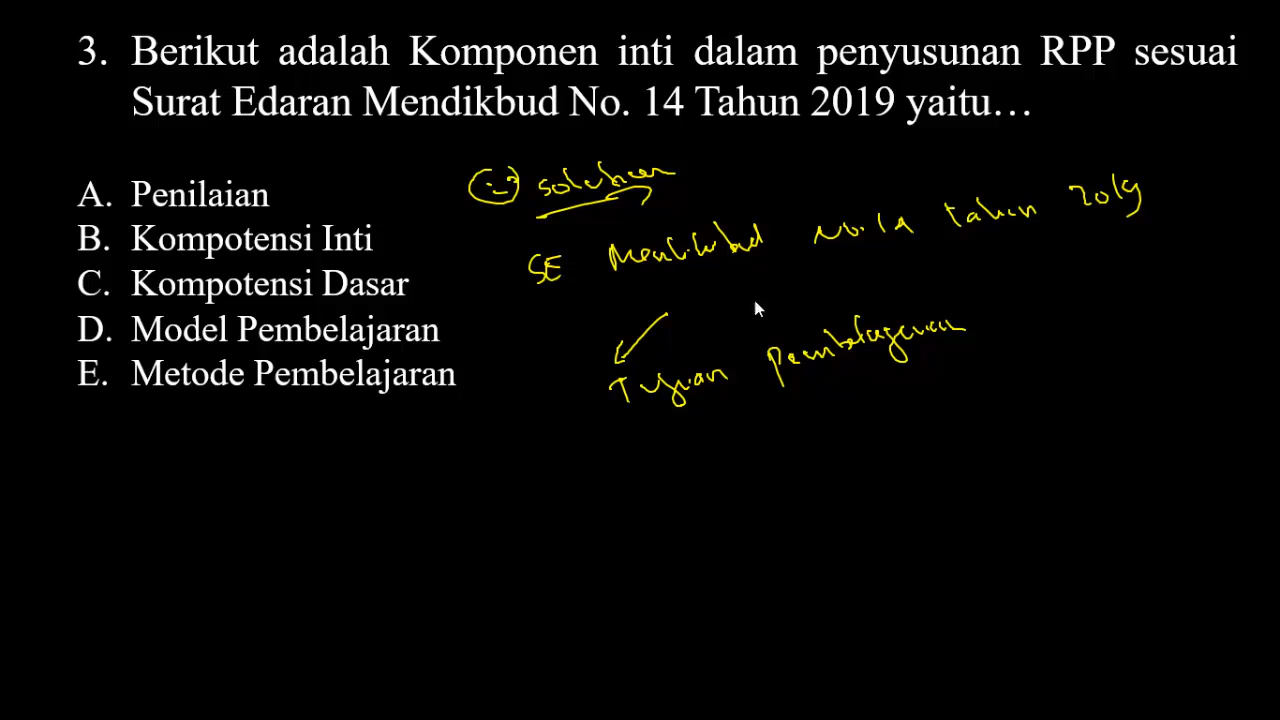 3. Berikut adalah Komponen inti dalam penyusunan RPP sesuai
Surat Edaran Mendikbud No. 14 Tahun 2019 yaitu…
A. Penilaian
B. Kompotensi Inti
C. Kompotensi Dasar
D. Model Pembelajaran
E. Metode Pembelajaran
SE Mendikbud No. 14 tahun 2019
Tujuan pembelajaran